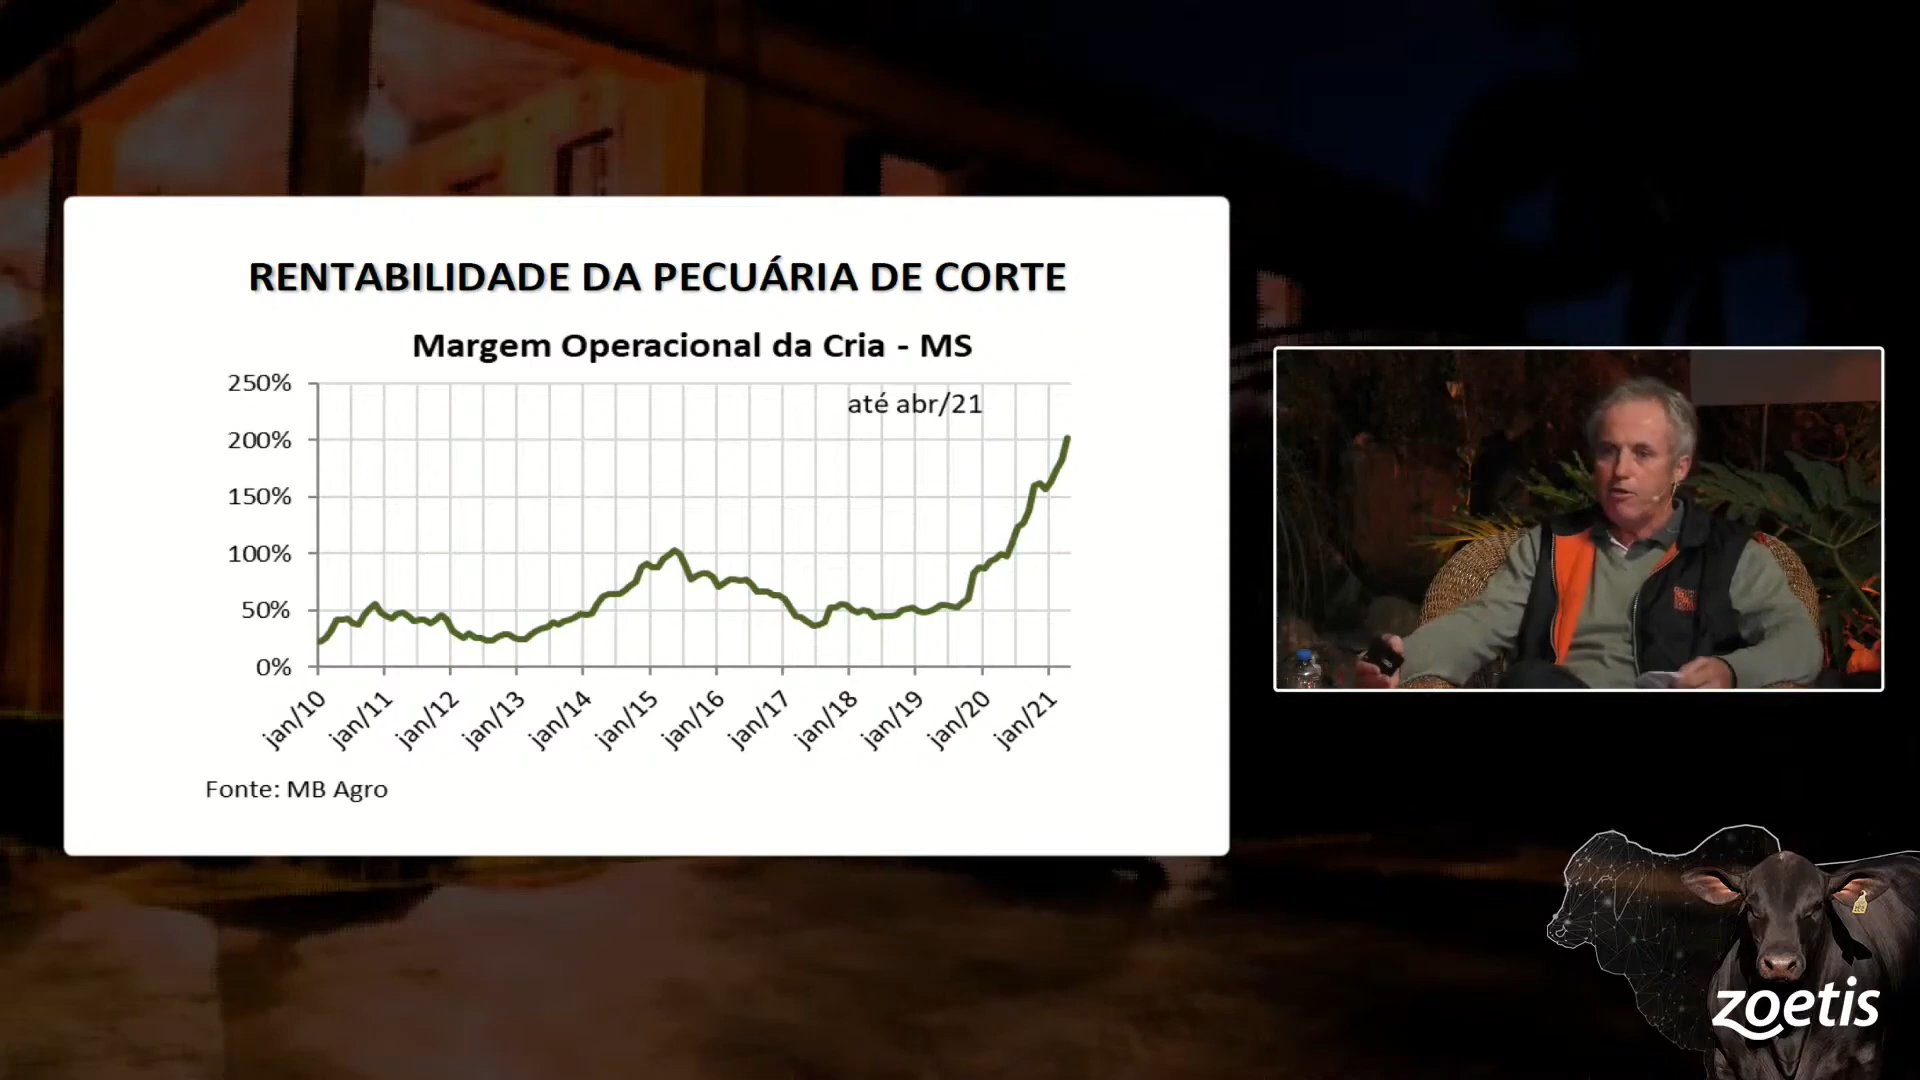 RENTABILIDADE DA PECUÁRIA DE CORTE
Margem Operacional da Cria - MS
até abr/21
250%
200%
150%
100%
50%
0%
jan/10
jan/11
jan/12
jan/13
jan/14
jan/15
jan/16
jan/17
jan/18
jan/19
jan/20
jan/21
Fonte: MB Agro
zoetis